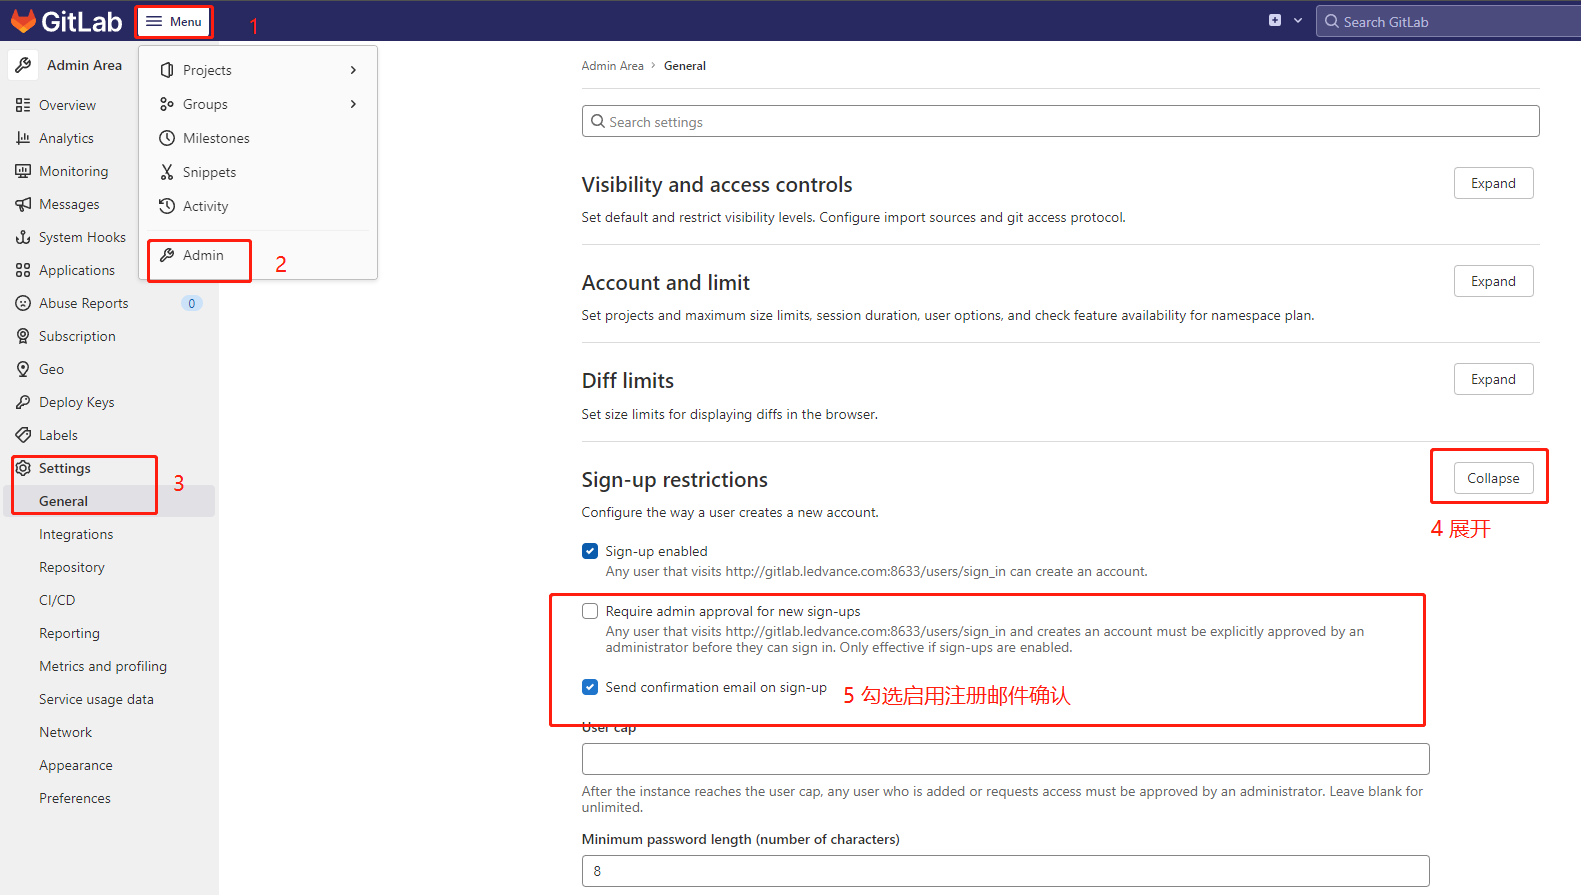 GitLab
Menu
1
Search GitLab
Admin Area
Overview
Analytics
Monitoring
Messages
System Hooks
Applications
Abuse Reports
0
Subscription
Geo
Deploy Keys
Labels
Settings
3
General
Integrations
Repository
CI/CD
Reporting
Metrics and profiling
Service usage data
Network
Appearance
Preferences
Projects
Groups
Milestones
Snippets
Activity
Admin
2
Admin Area › General
Search settings
Visibility and access controls
Expand
Set default and restrict visibility levels. Configure import sources and git access protocol.
Account and limit
Expand
Set projects and maximum size limits, session duration, user options, and check feature availability for namespace plan.
Diff limits
Expand
Set size limits for displaying diffs in the browser.
Sign-up restrictions
Collapse
4 展开
Configure the way a user creates a new account.
Sign-up enabled
Any user that visits http://gitlab.ledvance.com:8633/users/sign_in can create an account.
Require admin approval for new sign-ups
Any user that visits http://gitlab.ledvance.com:8633/users/sign_in and creates an account must be explicitly approved by an
administrator before they can sign in. Only effective if sign-ups are enabled.
Send confirmation email on sign-up
5 勾选启用注册邮件确认
User cap
After the instance reaches the user cap, any user who is added or requests access must be approved by an administrator. Leave blank for
unlimited.
Minimum password length (number of characters)
8